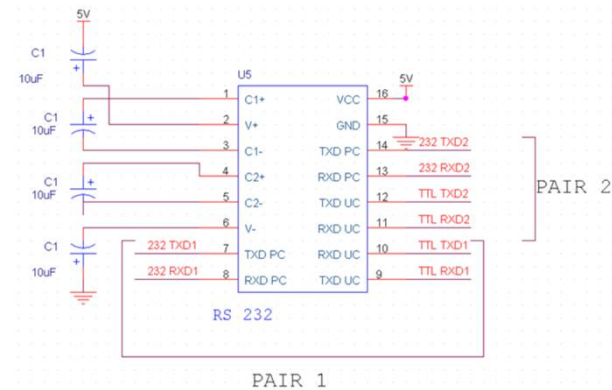 5V
C1
10uF
C1
10uF
C1
10uF
C1
10uF
U5
1 C1+ VCC 16 5V
2 V+ GND 15
3 C1- TXD PC 14 232 TXD2
4 C2+ RXD PC 13 232 RXD2
5 C2- TXD UC 12 TTL TXD2
6 V- RXD UC 11 TTL RXD2
232 TXD1 7 TXD PC RXD UC 10 TTL TXD1
232 RXD1 8 RXD PC TXD UC 9 TTL RXD1
PAIR 2
RS 232
PAIR 1